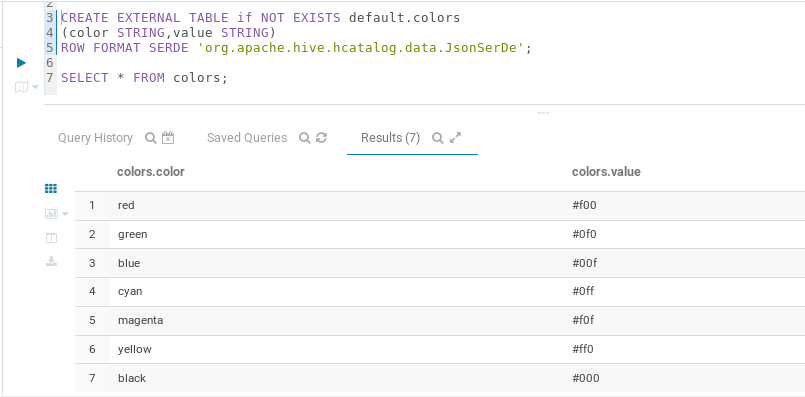 2
3 CREATE EXTERNAL TABLE if NOT EXISTS default.colors
4 (color STRING,value STRING)
5 ROW FORMAT SERDE 'org.apache.hive.hcatalog.data.JsonSerDe';
6
7 SELECT * FROM colors;
Query History Saved Queries Results (7)
colors.color colors.value
1 red #f00
2 green #0f0
3 blue #00f
4 cyan #0ff
5 magenta #f0f
6 yellow #ff0
7 black #000